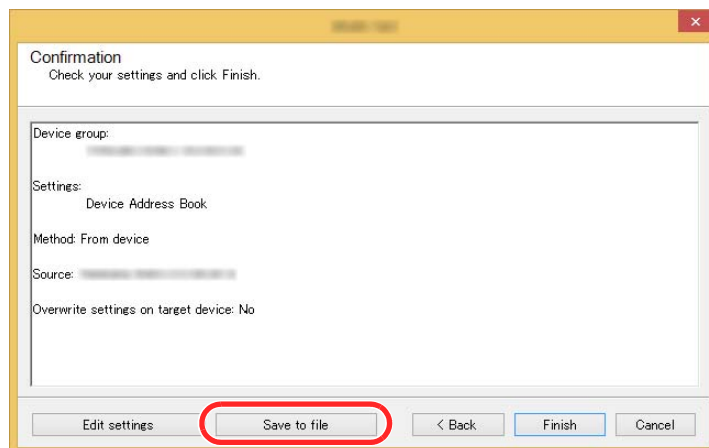 Confirmation
Check your settings and click Finish.
Device group:
Settings:
Device Address Book
Method: From device
Source:
Overwrite settings on target device: No
Edit settings
Save to file
< Back
Finish
Cancel